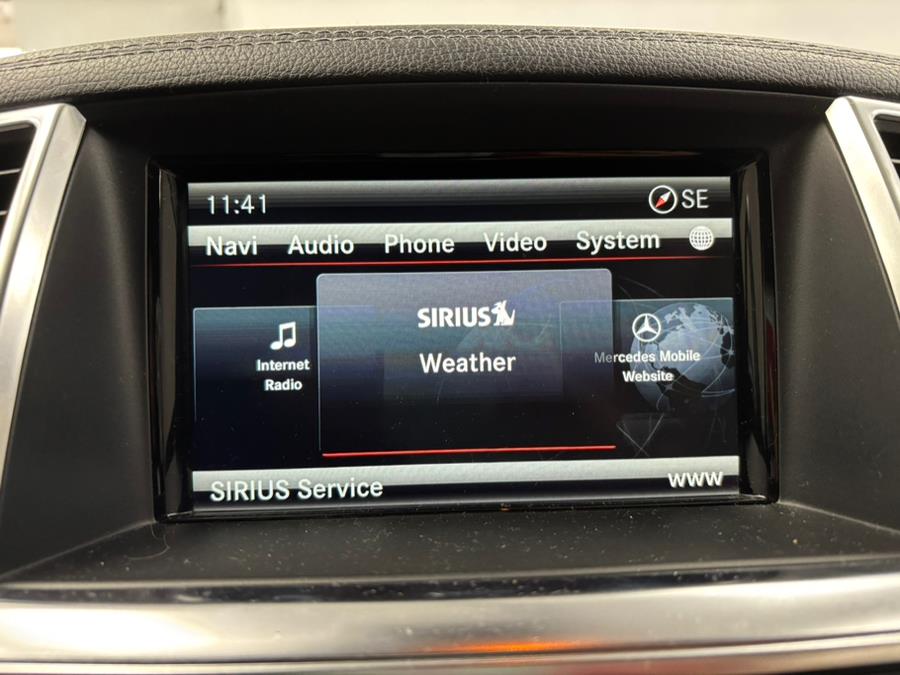 11:41 SE
Navi Audio Phone Video System
SIRIUS
Weather
Internet
Radio
Mercedes Mobile
Website
SIRIUS Service www